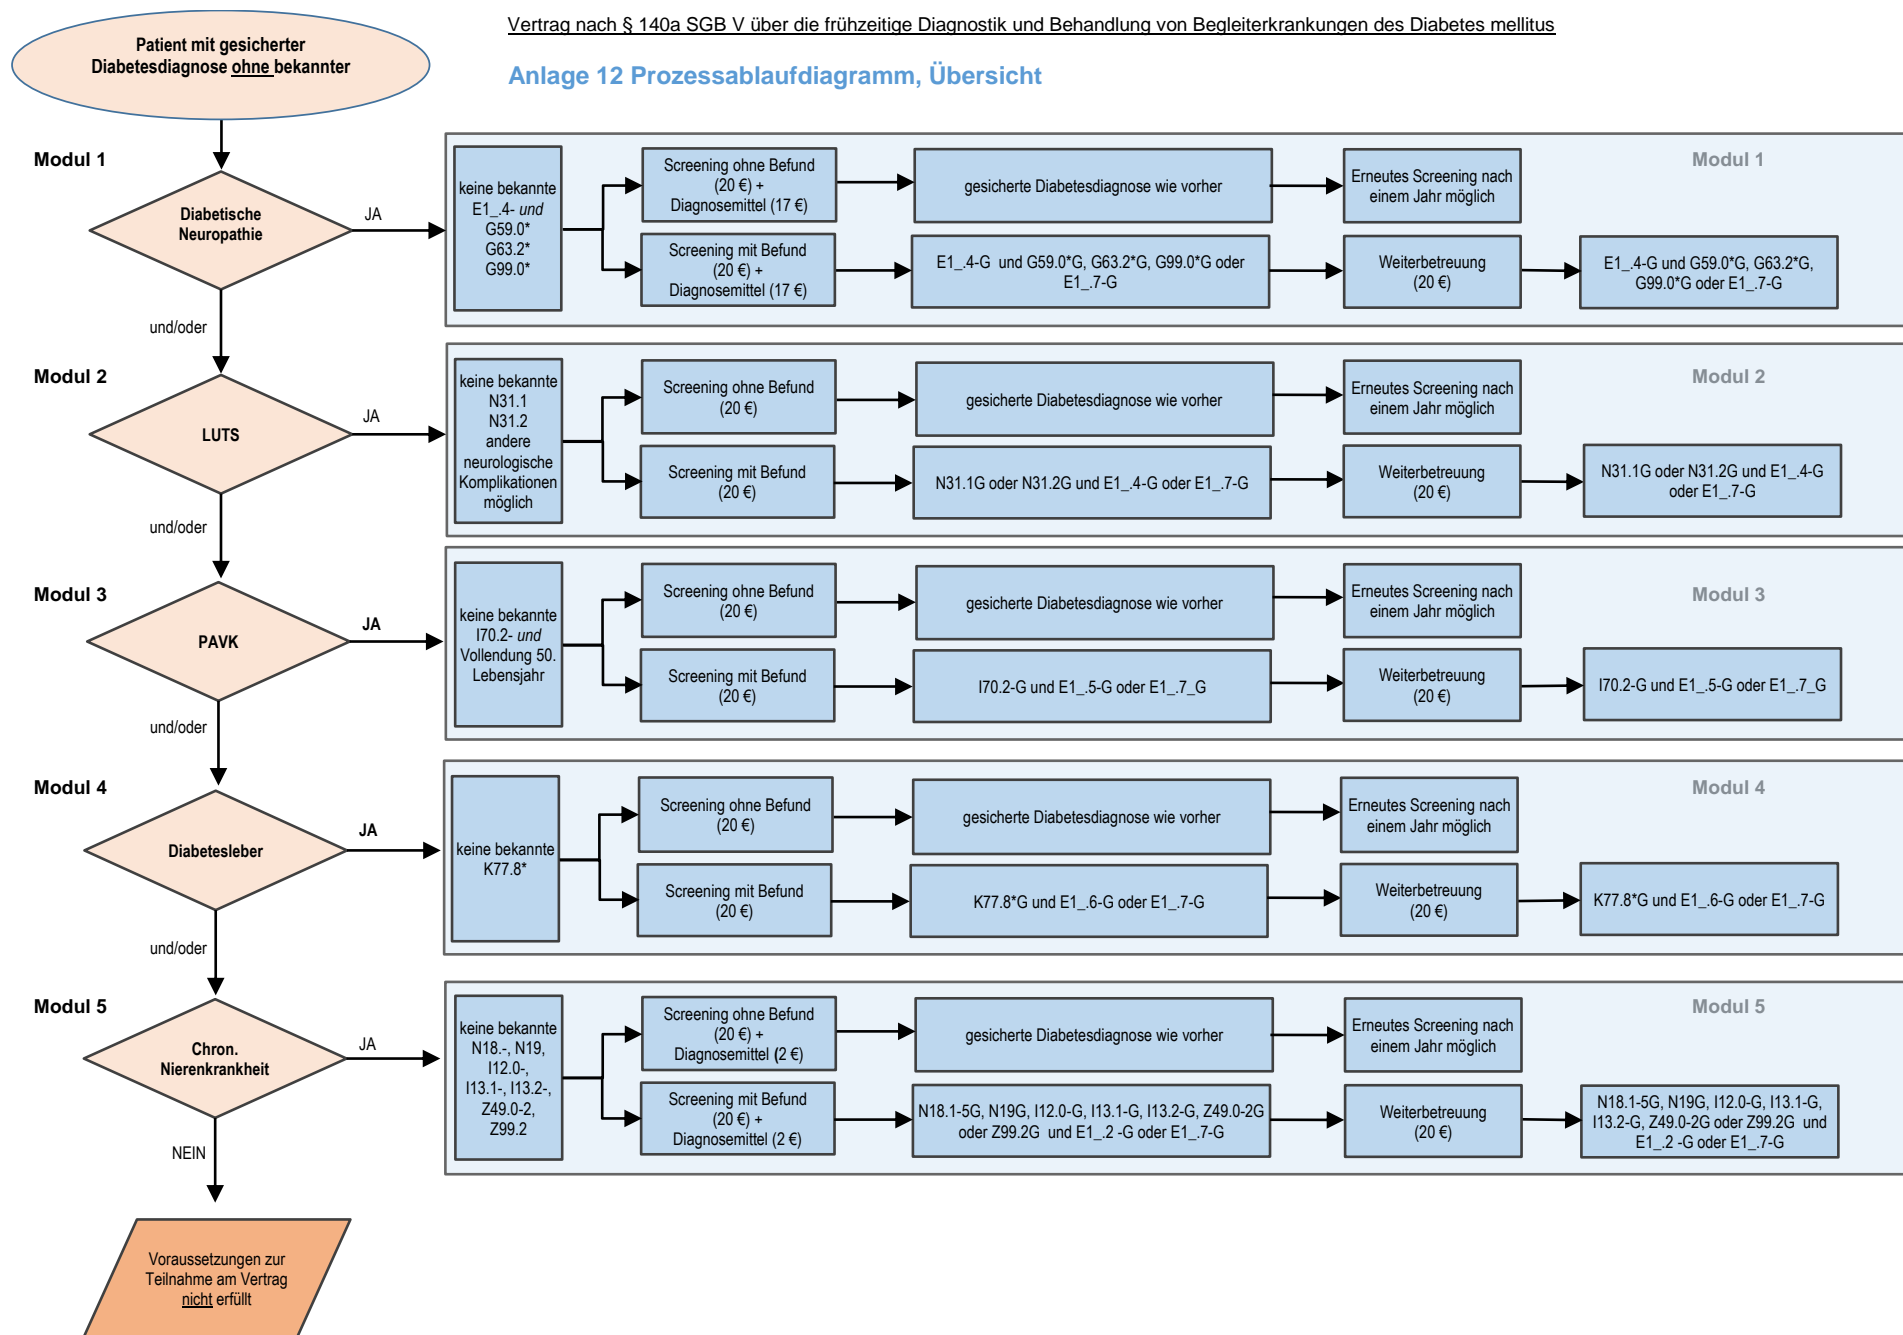 Vertrag nach § 140a SGB V über die frühzeitige Diagnostik und Behandlung von Begleiterkrankungen des Diabetes mellitus
Anlage 12 Prozessablaufdiagramm, Übersicht
Patient mit gesicherter
Diabetesdiagnose ohne bekannter
Modul 1
Diabetische
Neuropathie
JA
keine bekannte
E1_.4- und
G59.0*
G63.2*
G99.0*
Screening ohne Befund
(20 €) +
Diagnosemittel (17 €)
gesicherte Diabetesdiagnose wie vorher
Erneutes Screening nach
einem Jahr möglich
Modul 1
Screening mit Befund
(20 €) +
Diagnosemittel (17 €)
E1_.4-G  und G59.0*G, G63.2*G, G99.0*G oder
E1_.7-G
Weiterbetreuung
(20 €)
E1_.4-G und G59.0*G, G63.2*G,
G99.0*G oder E1_.7-G
und/oder
Modul 2
LUTS
JA
keine bekannte
N31.1
N31.2
andere
neurologische
Komplikationen
möglich
Screening ohne Befund
(20 €)
gesicherte Diabetesdiagnose wie vorher
Erneutes Screening nach
einem Jahr möglich
Modul 2
Screening mit Befund
(20 €)
N31.1G oder N31.2G und E1_.4-G oder E1_.7-G
Weiterbetreuung
(20 €)
N31.1G oder N31.2G und E1_.4-G
oder E1_.7-G
und/oder
Modul 3
PAVK
JA
keine bekannte
I70.2- und
Vollendung 50.
Lebensjahr
Screening ohne Befund
(20 €)
gesicherte Diabetesdiagnose wie vorher
Erneutes Screening nach
einem Jahr möglich
Modul 3
Screening mit Befund
(20 €)
I70.2-G und E1_.5-G oder E1_.7_G
Weiterbetreuung
(20 €)
I70.2-G und E1_.5-G oder E1_.7_G
und/oder
Modul 4
Diabetesleber
JA
keine bekannte
K77.8*
Screening ohne Befund
(20 €)
gesicherte Diabetesdiagnose wie vorher
Erneutes Screening nach
einem Jahr möglich
Modul 4
Screening mit Befund
(20 €)
K77.8*G und E1_.6-G oder E1_.7-G
Weiterbetreuung
(20 €)
K77.8*G und E1_.6-G oder E1_.7-G
und/oder
Modul 5
Chron.
Nierenkrankheit
JA
keine bekannte
N18.-, N19,
I12.0-,
I13.1-, I13.2-,
Z49.0-2,
Z99.2
Screening ohne Befund
(20 €) +
Diagnosemittel (2 €)
gesicherte Diabetesdiagnose wie vorher
Erneutes Screening nach
einem Jahr möglich
Modul 5
Screening mit Befund
(20 €) +
Diagnosemittel (2 €)
N18.1-5G, N19G, I12.0-G, I13.1-G, I13.2-G, Z49.0-2G
oder Z99.2G  und E1_.2 -G oder E1_.7-G
Weiterbetreuung
(20 €)
N18.1-5G, N19G, I12.0-G, I13.1-G,
I13.2-G, Z49.0-2G oder Z99.2G  und
E1_.2 -G oder E1_.7-G
NEIN
Voraussetzungen zur
Teilnahme am Vertrag
nicht erfüllt